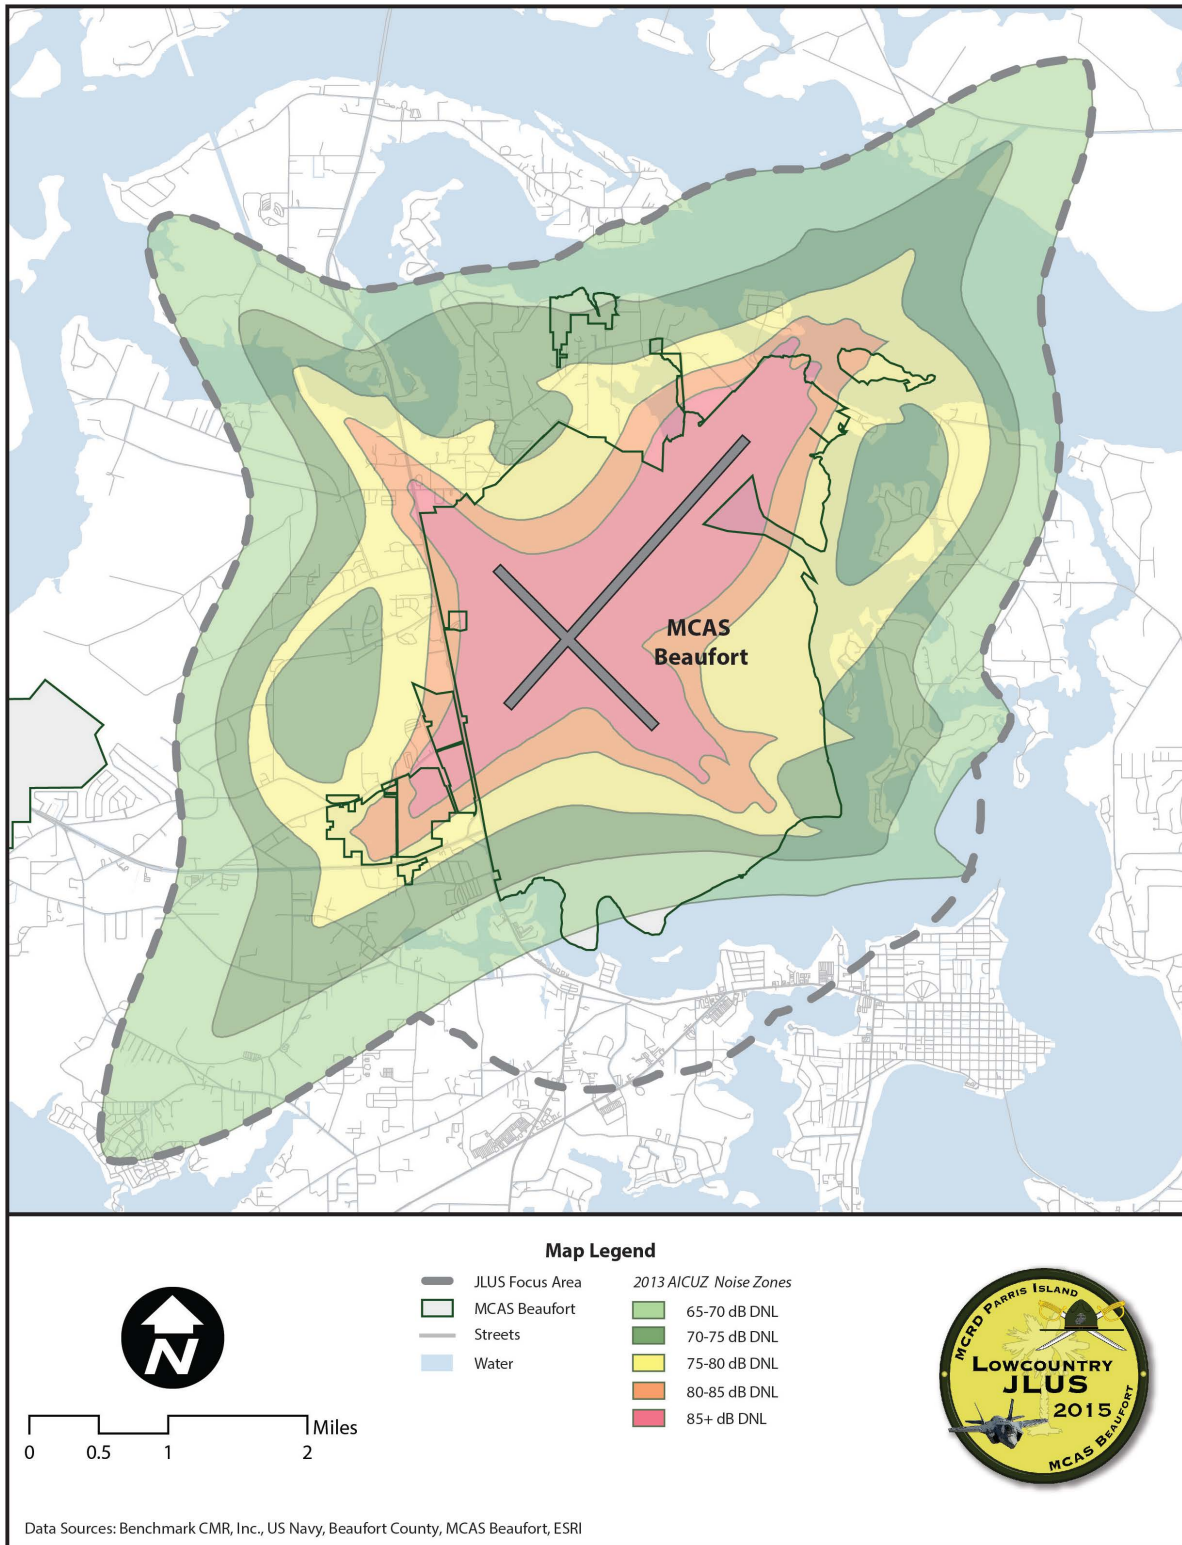 MCAS
Beaufort
Map Legend
JLUS Focus Area
MCAS Beaufort
Streets
Water
2013 AICUZ Noise Zones
65-70 dB DNL
70-75 dB DNL
75-80 dB DNL
80-85 dB DNL
85+ dB DNL
N
Miles
0 0.5 1 2
MCRD PARRIS ISLAND
LOWCOUNTRY
JLUS
2015
MCAS BEAUFORT
Data Sources: Benchmark CMR, Inc., US Navy, Beaufort County, MCAS Beaufort, ESRI